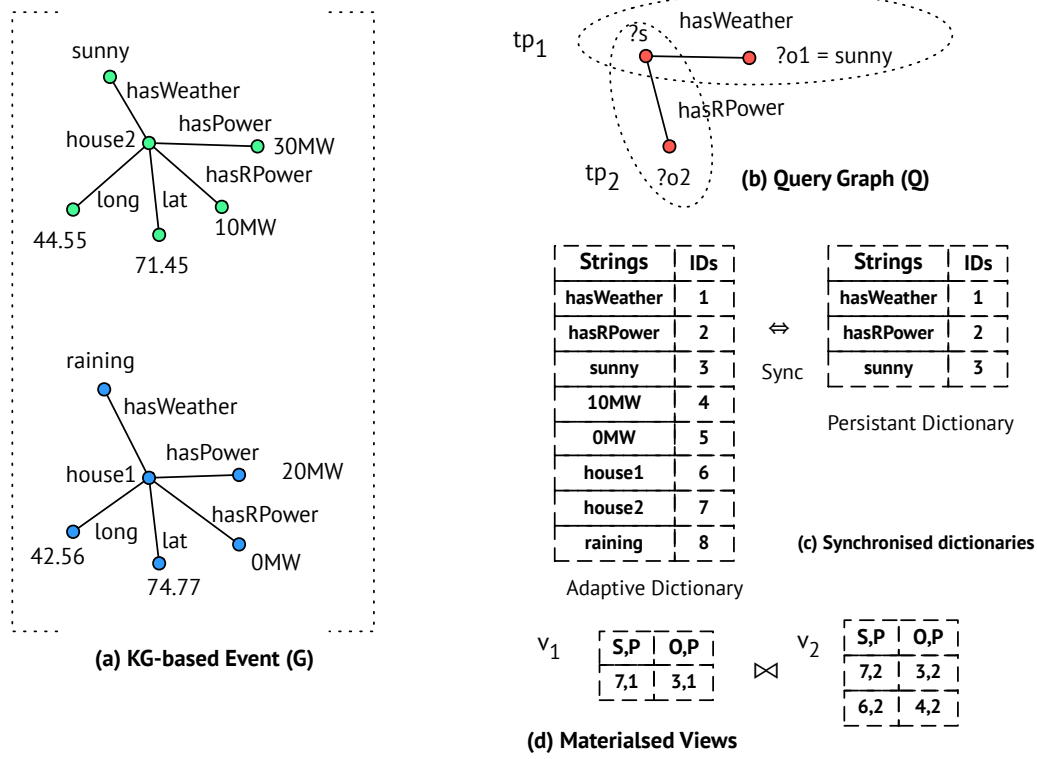 sunny
hasWeather
hasPower
house2
30MW
hasRPower
long
lat
10MW
44.55
71.45
raining
hasWeather
hasPower
house1
20MW
hasRPower
long
lat
42.56
0MW
74.77
(a) KG-based Event (G)
hasWeather
?s
tp1
?o1 = sunny
hasRPower
tp2
?o2
(b) Query Graph (Q)
Strings IDs
hasWeather 1
hasRPower 2
sunny 3
10MW 4
0MW 5
house1 6
house2 7
raining 8
Adaptive Dictionary
⇔
Sync
Strings IDs
hasWeather 1
hasRPower 2
sunny 3
Persistant Dictionary
(c) Synchronised dictionaries
v1
S,P O,P
7,1 3,1
⋈
v2
S,P O,P
7,2 3,2
6,2 4,2
(d) Materialsed Views